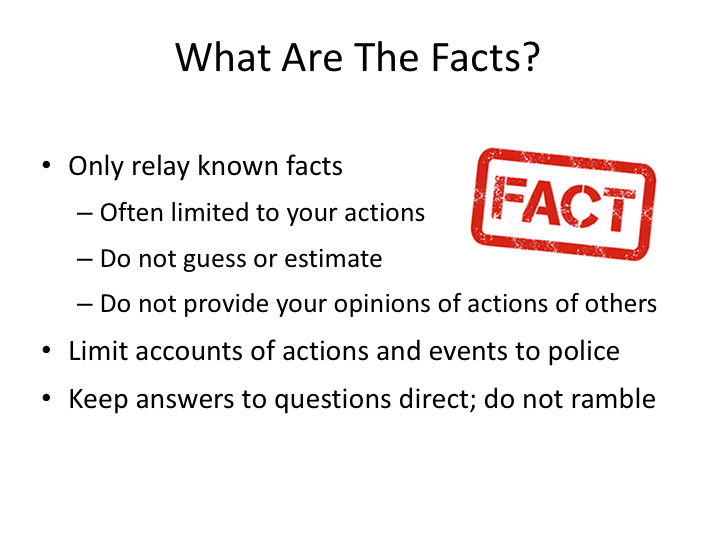 What Are The Facts?
• Only relay known facts
– Often limited to your actions
– Do not guess or estimate
– Do not provide your opinions of actions of others
• Limit accounts of actions and events to police
• Keep answers to questions direct; do not ramble
FACT